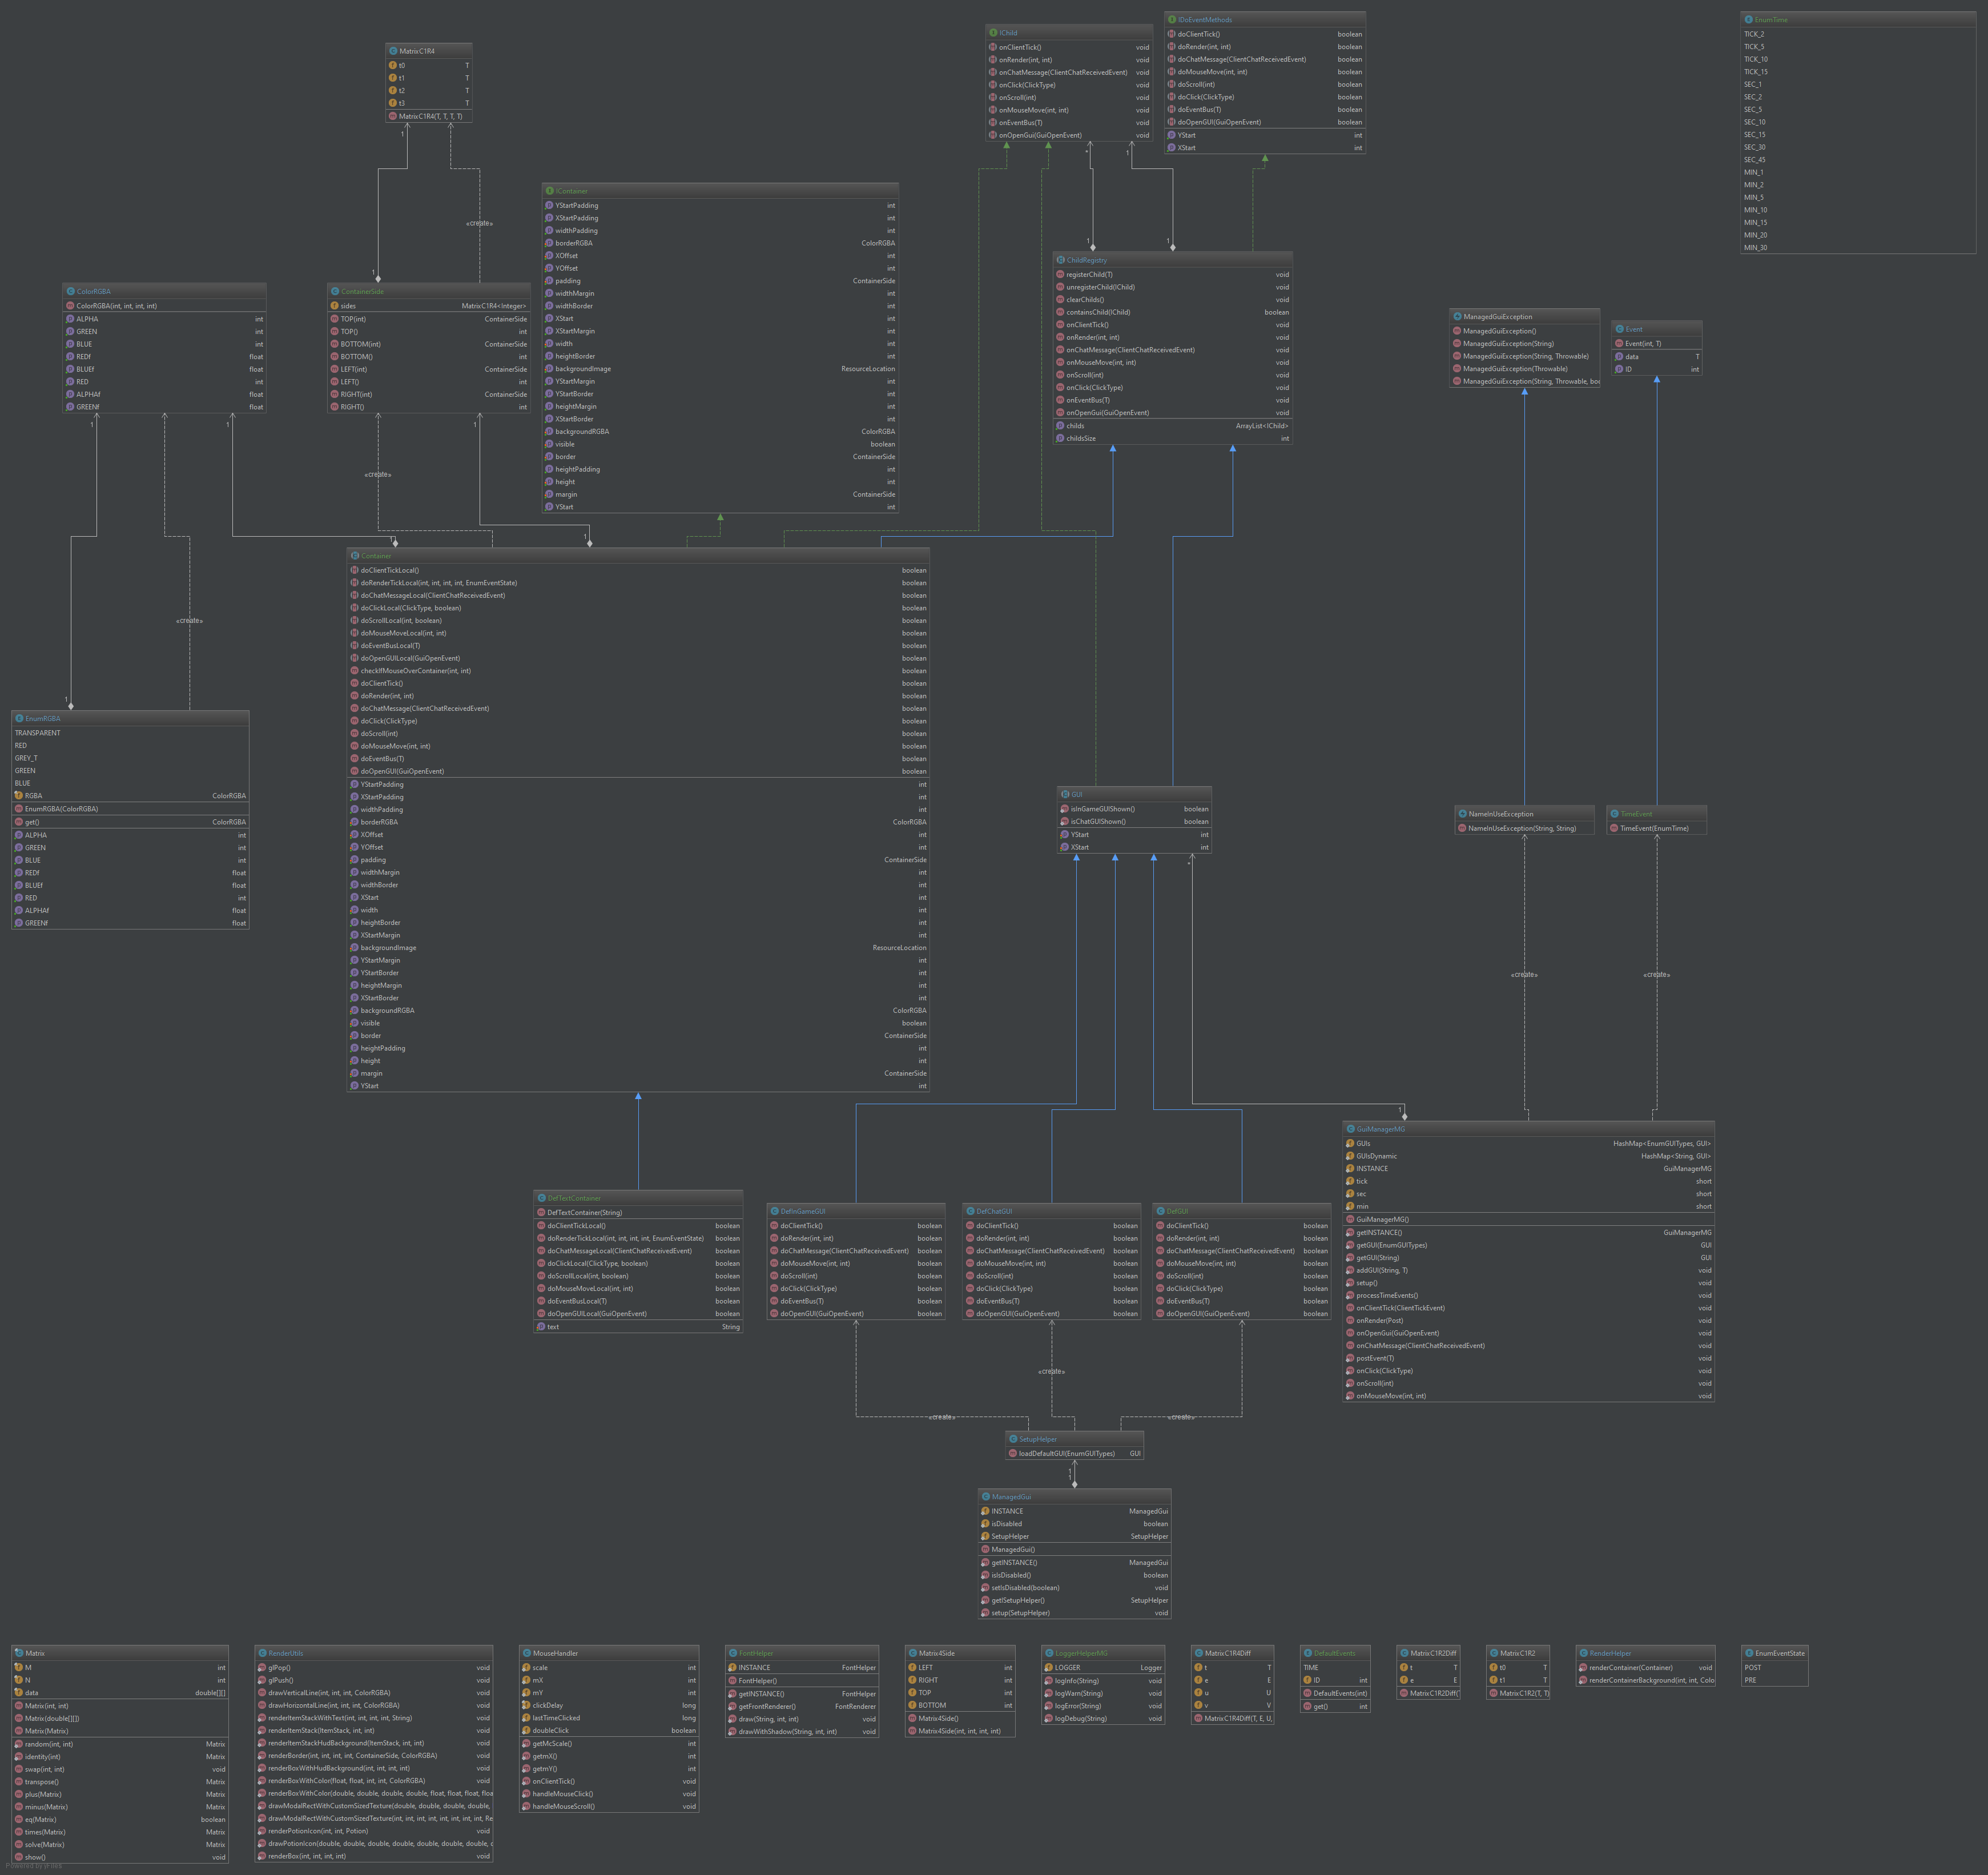 MatrixC1R4
t0 T
t1 T
t2 T
t3 T
MatrixC1R4(T, T, T, T)
1
«create»
1
IChild
onClientTick() void
onRender(int, int) void
onChatMessage(ClientChatReceivedEvent) void
onClick(ClickType) void
onScroll(int) void
onMouseMove(int, int) void
onEventBus(T) void
onOpenGui(GuiOpenEvent) void
* 1
1 1
IDoEventMethods
doClientTick() boolean
doRender(int, int) boolean
doChatMessage(ClientChatReceivedEvent) boolean
doMouseMove(int, int) boolean
doScroll(int) boolean
doClick(ClickType) boolean
doEventBus(T) boolean
doOpenGUI(GuiOpenEvent) boolean
YStart int
XStart int
EnumTime
TICK_2
TICK_5
TICK_10
TICK_15
SEC_1
SEC_2
SEC_5
SEC_10
SEC_15
SEC_30
SEC_45
MIN_1
MIN_2
MIN_5
MIN_10
MIN_15
MIN_20
MIN_30
IContainer
YStartPadding int
XStartPadding int
widthPadding int
borderRGBA ColorRGBA
XOffset int
YOffset int
padding ContainerSide
widthMargin int
widthBorder int
XStart int
XStartMargin int
width int
heightBorder int
backgroundImage ResourceLocation
YStartMargin int
YStartBorder int
heightMargin int
XStartBorder int
backgroundRGBA ColorRGBA
visible boolean
border ContainerSide
heightPadding int
height int
margin ContainerSide
YStart int
ColorRGBA
ColorRGBA(int, int, int, int)
ALPHA int
GREEN int
BLUE int
REDf float
BLUEf float
RED int
ALPHAf float
GREENf float
1 1
ContainerSide
sides MatrixC1R4<Integer>
TOP(int) ContainerSide
TOP() int
BOTTOM(int) ContainerSide
BOTTOM() int
LEFT(int) ContainerSide
LEFT() int
RIGHT(int) ContainerSide
RIGHT() int
1
«create»
1 1
ChildRegistry
registerChild(T) void
unregisterChild(IChild) void
clearChilds() void
containsChild(IChild) boolean
onClientTick() void
onRender(int, int) void
onChatMessage(ClientChatReceivedEvent) void
onMouseMove(int, int) void
onScroll(int) void
onClick(ClickType) void
onEventBus(T) void
onOpenGui(GuiOpenEvent) void
childs ArrayList<IChild>
childsSize int
ManagedGuiException
ManagedGuiException()
ManagedGuiException(String)
ManagedGuiException(String, Throwable)
ManagedGuiException(Throwable)
ManagedGuiException(String, Throwable, boo
Event
Event(int, T)
data T
ID int
Container
doClientTickLocal() boolean
doRenderTickLocal(int, int, int, int, EnumEventState) boolean
doChatMessageLocal(ClientChatReceivedEvent) boolean
doClickLocal(ClickType, boolean) boolean
doScrollLocal(int, boolean) boolean
doMouseMoveLocal(int, int) boolean
doEventBusLocal(T) boolean
doOpenGUILocal(GuiOpenEvent) boolean
checkIfMouseOverContainer(int, int) boolean
doClientTick() boolean
doRender(int, int) boolean
doChatMessage(ClientChatReceivedEvent) boolean
doClick(ClickType) boolean
doScroll(int) boolean
doMouseMove(int, int) boolean
doEventBus(T) boolean
doOpenGUI(GuiOpenEvent) boolean
YStartPadding int
XStartPadding int
widthPadding int
borderRGBA ColorRGBA
XOffset int
YOffset int
padding ContainerSide
widthMargin int
widthBorder int
XStart int
width int
heightBorder int
XStartMargin int
backgroundImage ResourceLocation
YStartMargin int
YStartBorder int
heightMargin int
XStartBorder int
backgroundRGBA ColorRGBA
visible boolean
border ContainerSide
heightPadding int
height int
margin ContainerSide
YStart int
«create»
1
EnumRGBA
TRANSPARENT
RED
GREY_T
GREEN
BLUE
RGBA ColorRGBA
EnumRGBA(ColorRGBA)
get() ColorRGBA
ALPHA int
GREEN int
BLUE int
REDf float
BLUEf float
RED int
ALPHAf float
GREENf float
GUI
isInGameGUIShown() boolean
isChatGUIShown() boolean
YStart int
XStart int
*
NameInUseException
NameInUseException(String, String)
TimeEvent
TimeEvent(EnumTime)
«create» «create»
1
GuiManagerMG
GUIs HashMap<EnumGUITypes, GUI>
GUIsDynamic HashMap<String, GUI>
INSTANCE GuiManagerMG
tick short
sec short
min short
GuiManagerMG()
getINSTANCE() GuiManagerMG
getGUI(EnumGUITypes) GUI
getGUI(String) GUI
addGUI(String, T) void
setup() void
processTimeEvents() void
onClientTick(ClientTickEvent) void
onRender(Post) void
onOpenGui(GuiOpenEvent) void
onChatMessage(ClientChatReceivedEvent) void
postEvent(T) void
onClick(ClickType) void
onScroll(int) void
onMouseMove(int, int) void
DefTextContainer
DefTextContainer(String)
doClientTickLocal() boolean
doRenderTickLocal(int, int, int, int, EnumEventState) boolean
doChatMessageLocal(ClientChatReceivedEvent) boolean
doClickLocal(ClickType, boolean) boolean
doScrollLocal(int, boolean) boolean
doMouseMoveLocal(int, int) boolean
doEventBusLocal(T) boolean
doOpenGUILocal(GuiOpenEvent) boolean
text String
DefInGameGUI
doClientTick() boolean
doRender(int, int) boolean
doChatMessage(ClientChatReceivedEvent) boolean
doMouseMove(int, int) boolean
doScroll(int) boolean
doClick(ClickType) boolean
doEventBus(T) boolean
doOpenGUI(GuiOpenEvent) boolean
DefChatGUI
doClientTick() boolean
doRender(int, int) boolean
doChatMessage(ClientChatReceivedEvent) boolean
doMouseMove(int, int) boolean
doScroll(int) boolean
doClick(ClickType) boolean
doEventBus(T) boolean
doOpenGUI(GuiOpenEvent) boolean
DefGUI
doClientTick() boolean
doRender(int, int) boolean
doChatMessage(ClientChatReceivedEvent) boolean
doMouseMove(int, int) boolean
doScroll(int) boolean
doClick(ClickType) boolean
doEventBus(T) boolean
doOpenGUI(GuiOpenEvent) boolean
«create»
«create» «create»
SetupHelper
loadDefaultGUI(EnumGUITypes) GUI
1
1
ManagedGui
INSTANCE ManagedGui
isDisabled boolean
SetupHelper SetupHelper
ManagedGui()
getINSTANCE() ManagedGui
isIsDisabled() boolean
setIsDisabled(boolean) void
getISetupHelper() SetupHelper
setup(SetupHelper) void
Matrix
M int
N int
data double[][]
Matrix(int, int)
Matrix(double[][])
Matrix(Matrix)
random(int, int) Matrix
identity(int) Matrix
swap(int, int) void
transpose() Matrix
plus(Matrix) Matrix
minus(Matrix) Matrix
eq(Matrix) boolean
times(Matrix) Matrix
solve(Matrix) Matrix
show() void
Powered by yFiles
RenderUtils
glPop() void
glPush() void
drawVerticalLine(int, int, int, ColorRGBA) void
drawHorizontalLine(int, int, int, ColorRGBA) void
renderItemStackWithText(int, int, int, String) void
renderItemStack(ItemStack, int, int) void
renderItemStackHudBackground(ItemStack, int, int) void
renderBorder(int, int, int, int, ContainerSide, ColorRGBA) void
renderBoxWithHudBackground(int, int, int, int) void
renderBoxWithColor(float, float, int, int, ColorRGBA) void
renderBoxWithColor(double, double, double, double, float, float, float, floa
drawModalRectWithCustomSizedTexture(double, double, double, double,
drawModalRectWithCustomSizedTexture(int, int, int, int, int, int, int, int, Re
renderPotionIcon(int, int, Potion) void
drawPotionIcon(double, double, double, double, double, double, double, c
renderBox(int, int, int, int) void
MouseHandler
scale int
mX int
mY int
clickDelay long
lastTimeClicked long
doubleClick boolean
getMcScale() int
getmX() int
getmY() int
onClientTick() void
handleMouseClick() void
handleMouseScroll() void
FontHelper
INSTANCE FontHelper
FontHelper()
getINSTANCE() FontHelper
getFontRenderer() FontRenderer
draw(String, int, int) void
drawWithShadow(String, int, int) void
Matrix4Side
LEFT int
RIGHT int
TOP int
BOTTOM int
Matrix4Side()
Matrix4Side(int, int, int, int)
LoggerHelperMG
LOGGER Logger
logInfo(String) void
logWarn(String) void
logError(String) void
logDebug(String) void
MatrixC1R4Diff
t T
e E
u U
v V
MatrixC1R4Diff(T, E, U,
DefaultEvents
TIME
ID int
DefaultEvents(int)
get() int
MatrixC1R2Diff
t T
e E
MatrixC1R2Diff(
MatrixC1R2
t0 T
t1 T
MatrixC1R2(T, T)
RenderHelper
renderContainer(Container) void
renderContainerBackground(int, int, Colo
EnumEventState
POST
PRE